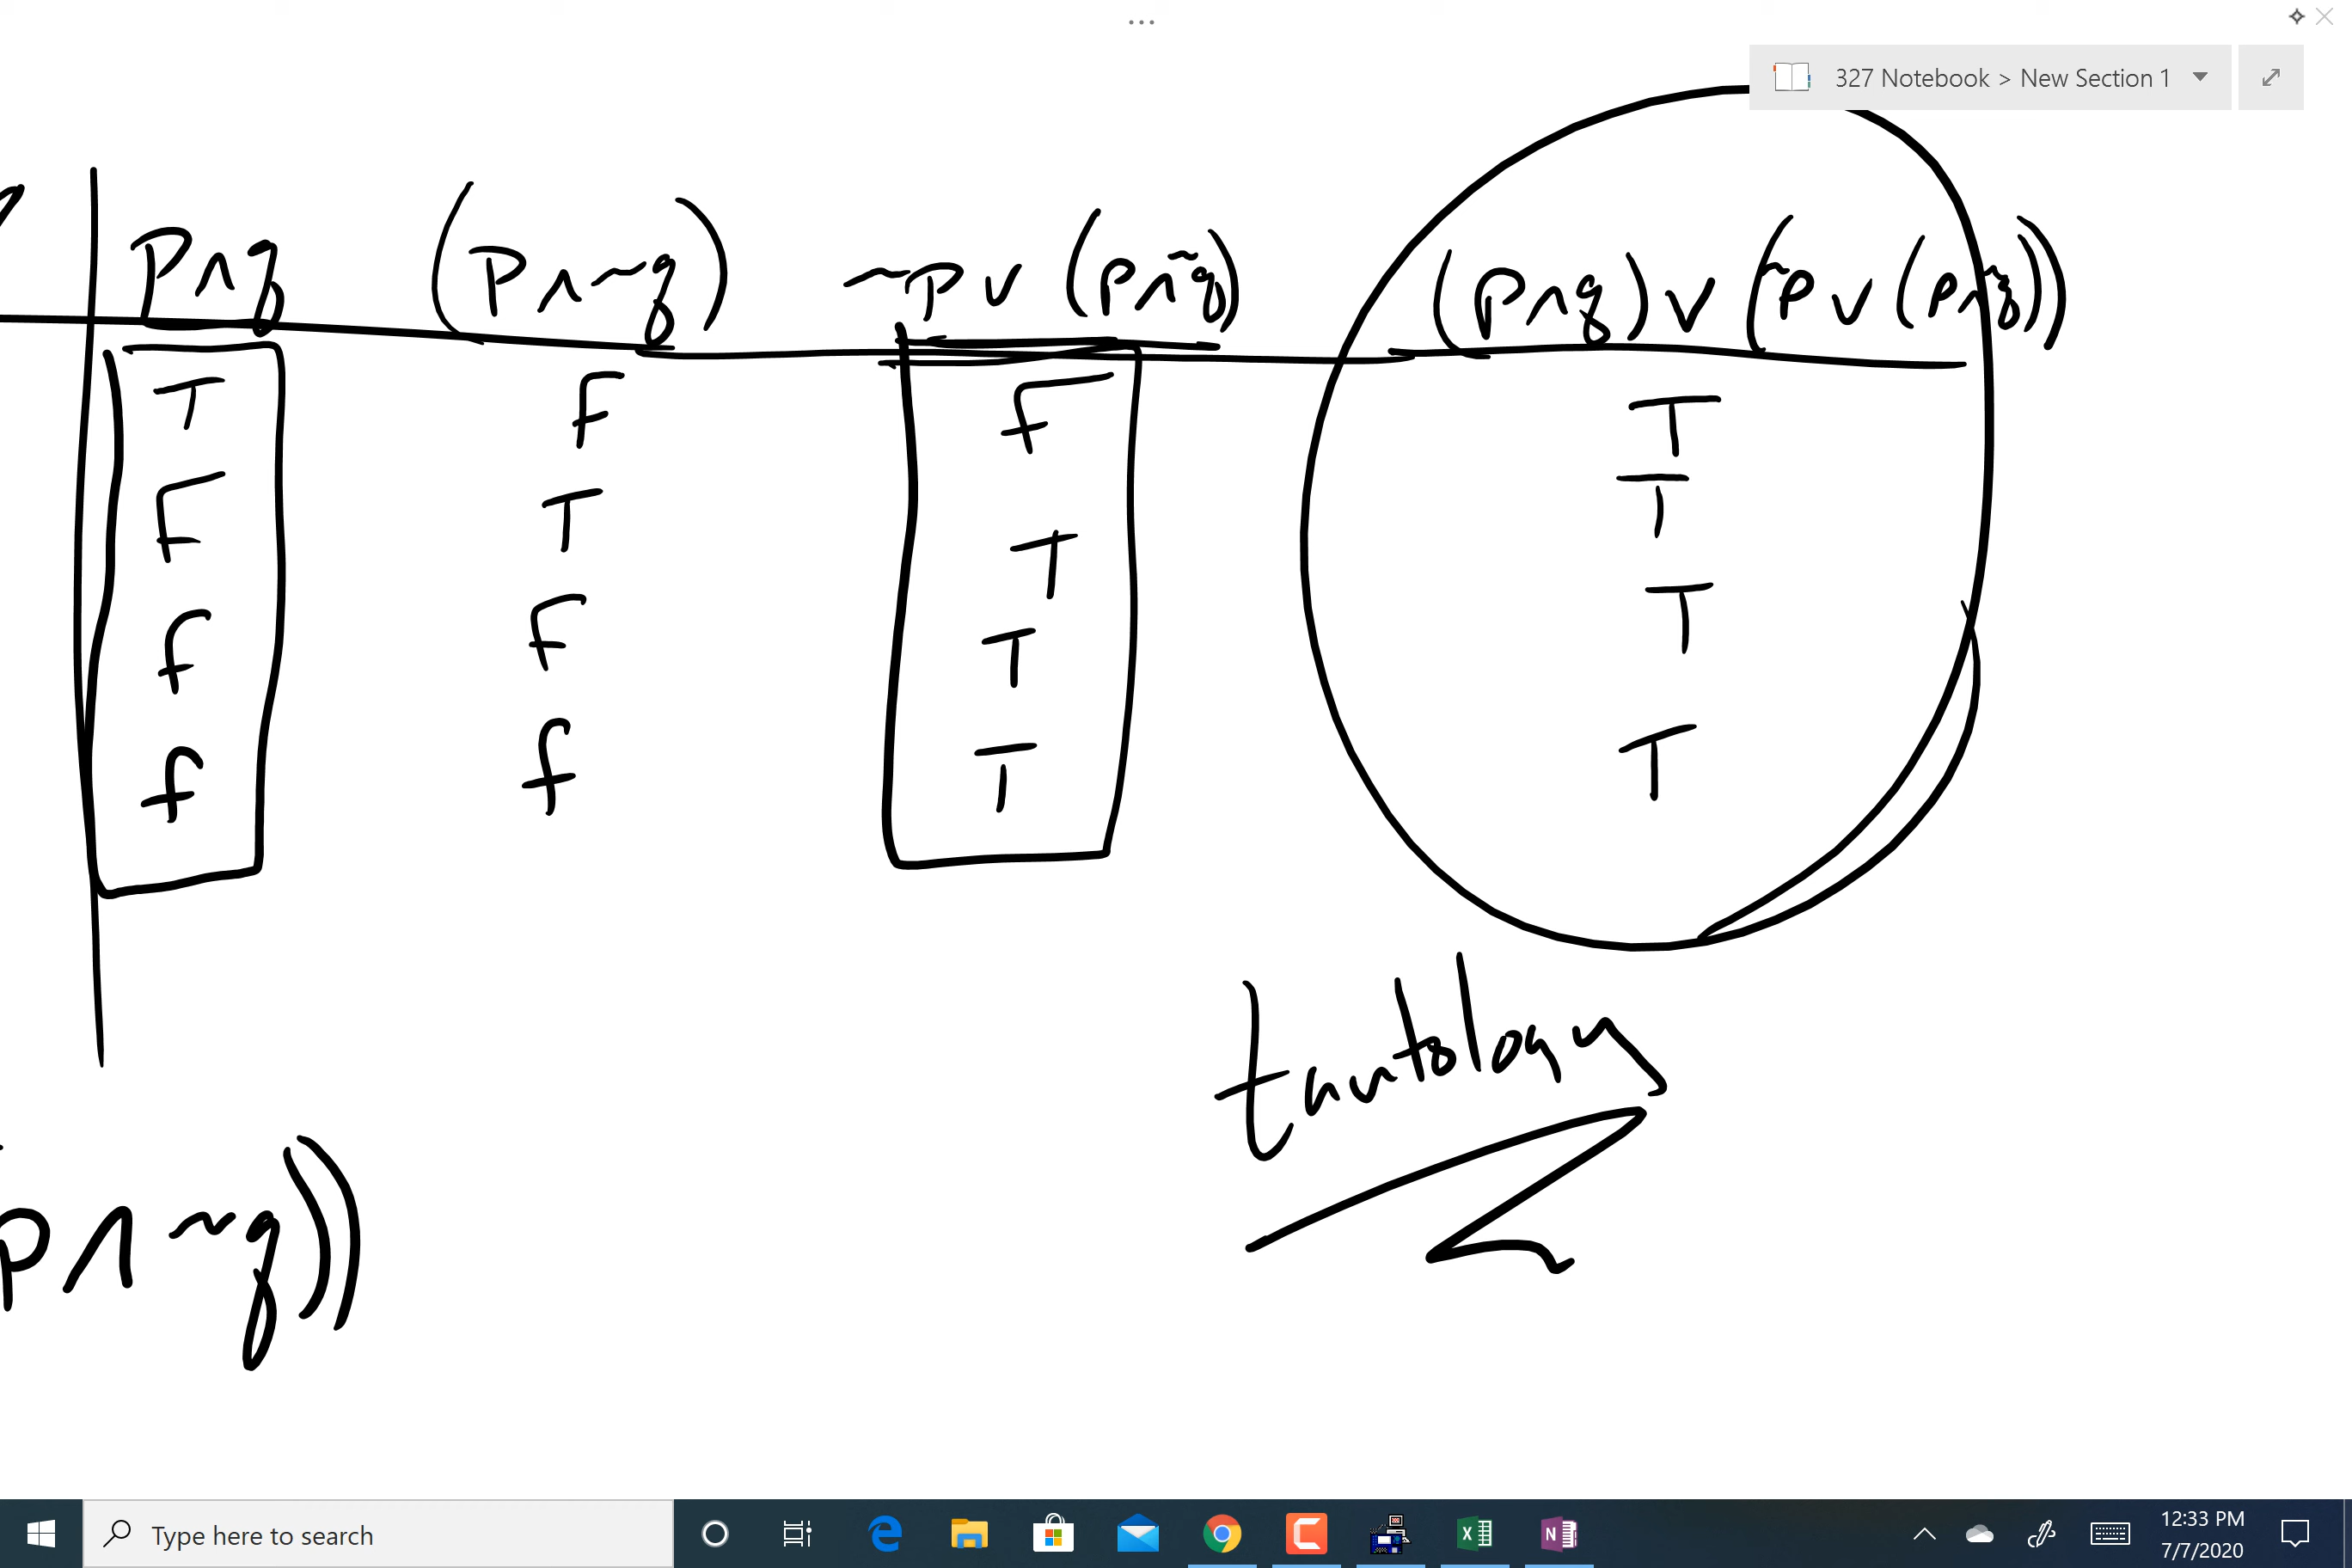 ...
327 Notebook > New Section 1
p∧q (p∧~q) ~p∨(p∧~q) (p∧q)∨(~p∨(p∧~q))
T F F T
F T T T
F F T T
f f T T
tautology
p∧~q))
Type here to search
12:33 PM
7/7/2020